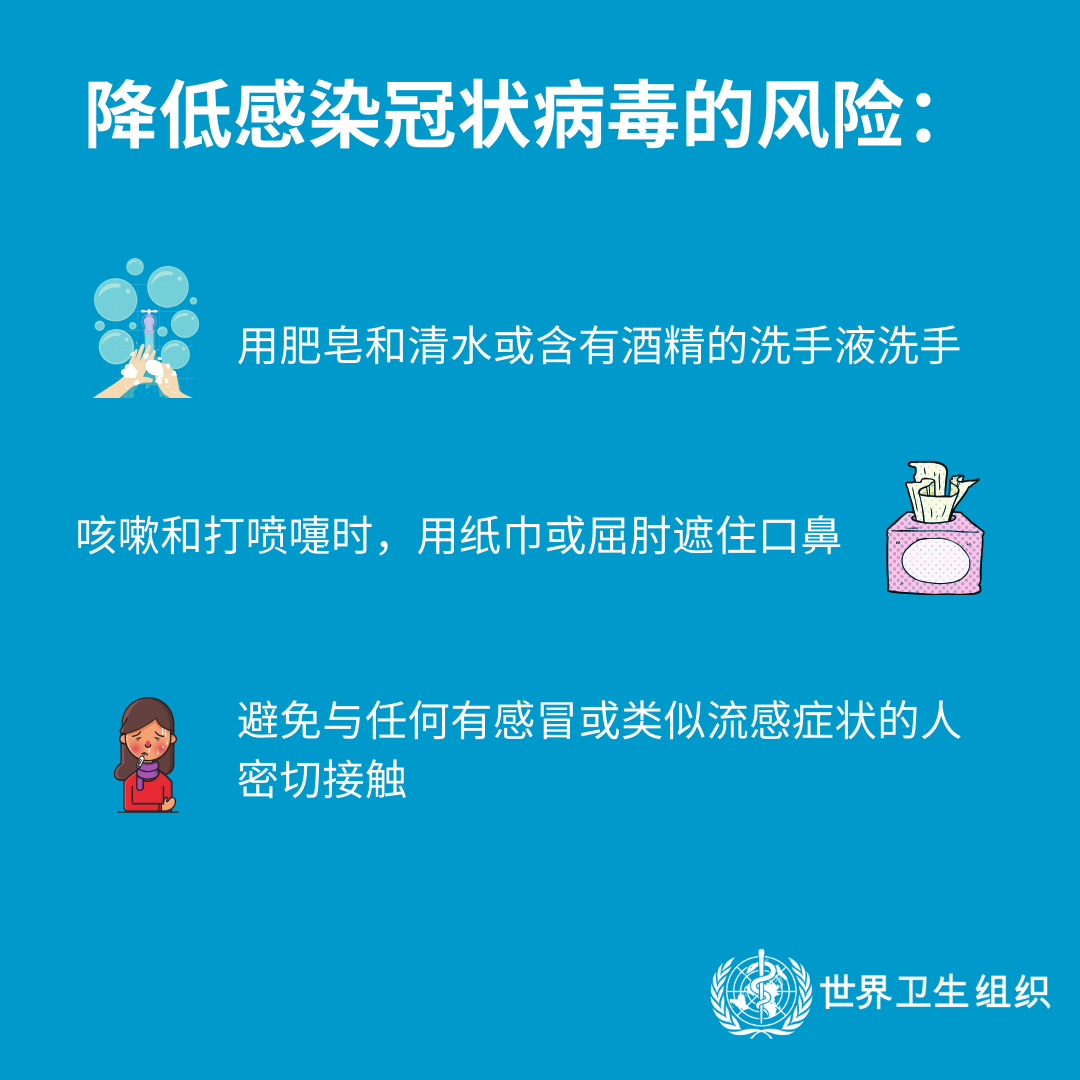 降低感染冠状病毒的风险：
用肥皂和清水或含有酒精的洗手液洗手
咳嗽和打喷嚏时，用纸巾或屈肘遮住口鼻
避免与任何有感冒或类似流感症状的人
密切接触
世界卫生组织